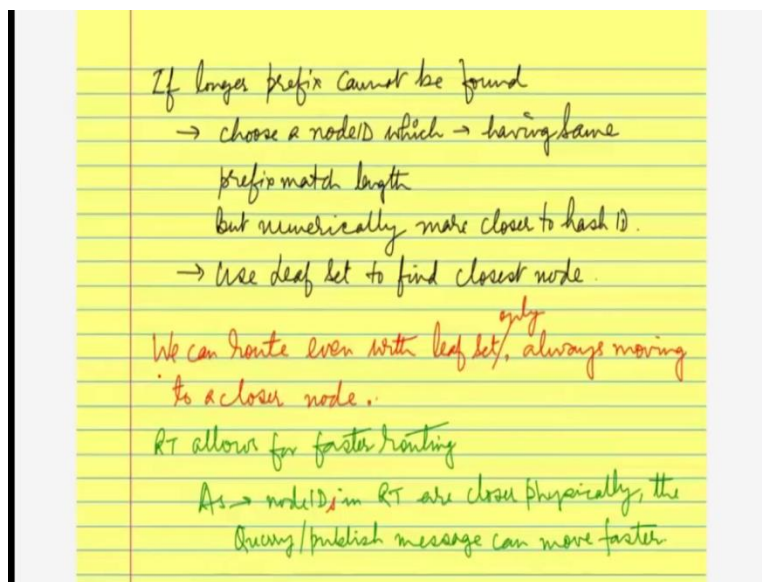 If longer prefix cannot be found
→ choose a nodeID which → having same
prefix match length
but numerically more closer to hash ID.
→ Use Leaf Set to find closest node.
only
We can route even with leaf set, always moving
to a closer node.
RT allows for faster routing
As → nodeIDs in RT are closer physically, the
Query/publish message can move faster